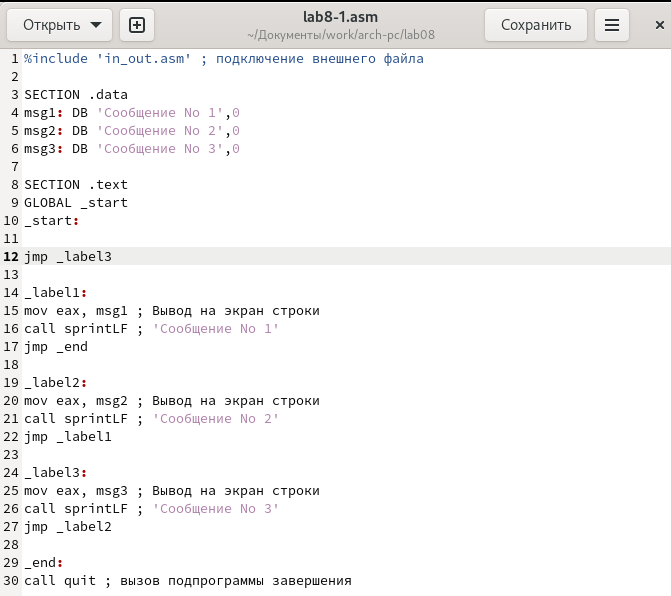 Открыть
lab8-1.asm
~/Документы/work/arch-pc/lab08
Сохранить
1 %include 'in_out.asm' ; подключение внешнего файла
2
3 SECTION .data
4 msg1: DB 'Сообщение No 1',0
5 msg2: DB 'Сообщение No 2',0
6 msg3: DB 'Сообщение No 3',0
7
8 SECTION .text
9 GLOBAL _start
10 _start:
11
12 jmp _label3
13
14 _label1:
15 mov eax, msg1 ; Вывод на экран строки
16 call sprintLF ; 'Сообщение No 1'
17 jmp _end
18
19 _label2:
20 mov eax, msg2 ; Вывод на экран строки
21 call sprintLF ; 'Сообщение No 2'
22 jmp _label1
23
24 _label3:
25 mov eax, msg3 ; Вывод на экран строки
26 call sprintLF ; 'Сообщение No 3'
27 jmp _label2
28
29 _end:
30 call quit ; вызов подпрограммы завершения